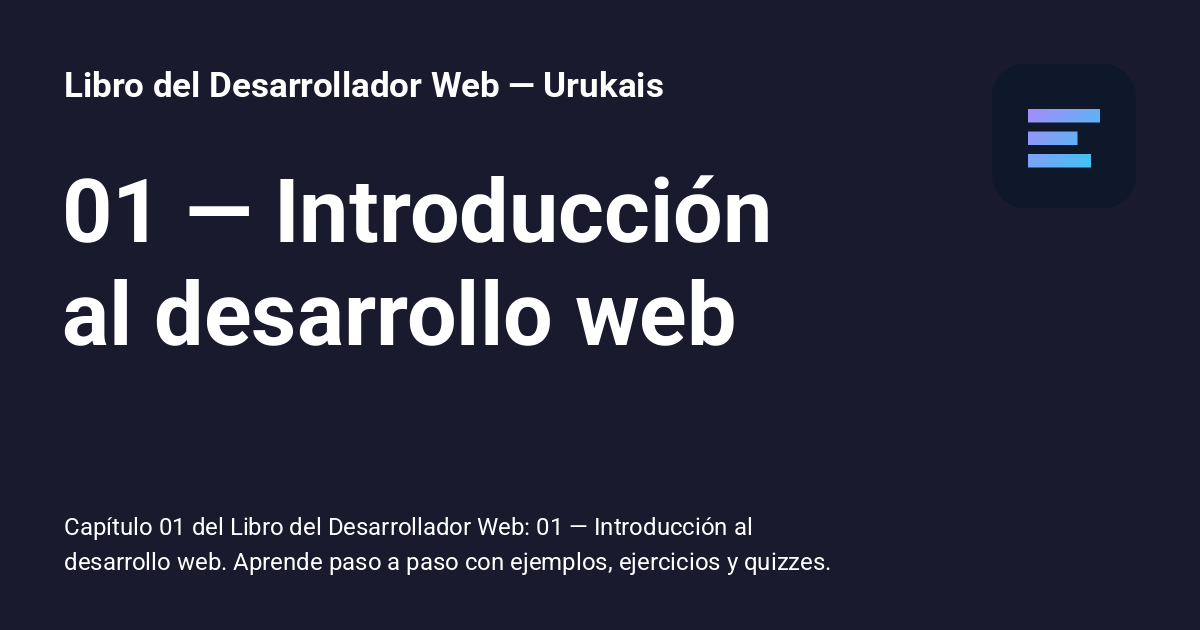 Libro del Desarrollador Web — Urukais
01 — Introducción
al desarrollo web
Capítulo 01 del Libro del Desarrollador Web: 01 — Introducción al
desarrollo web. Aprende paso a paso con ejemplos, ejercicios y quizzes.